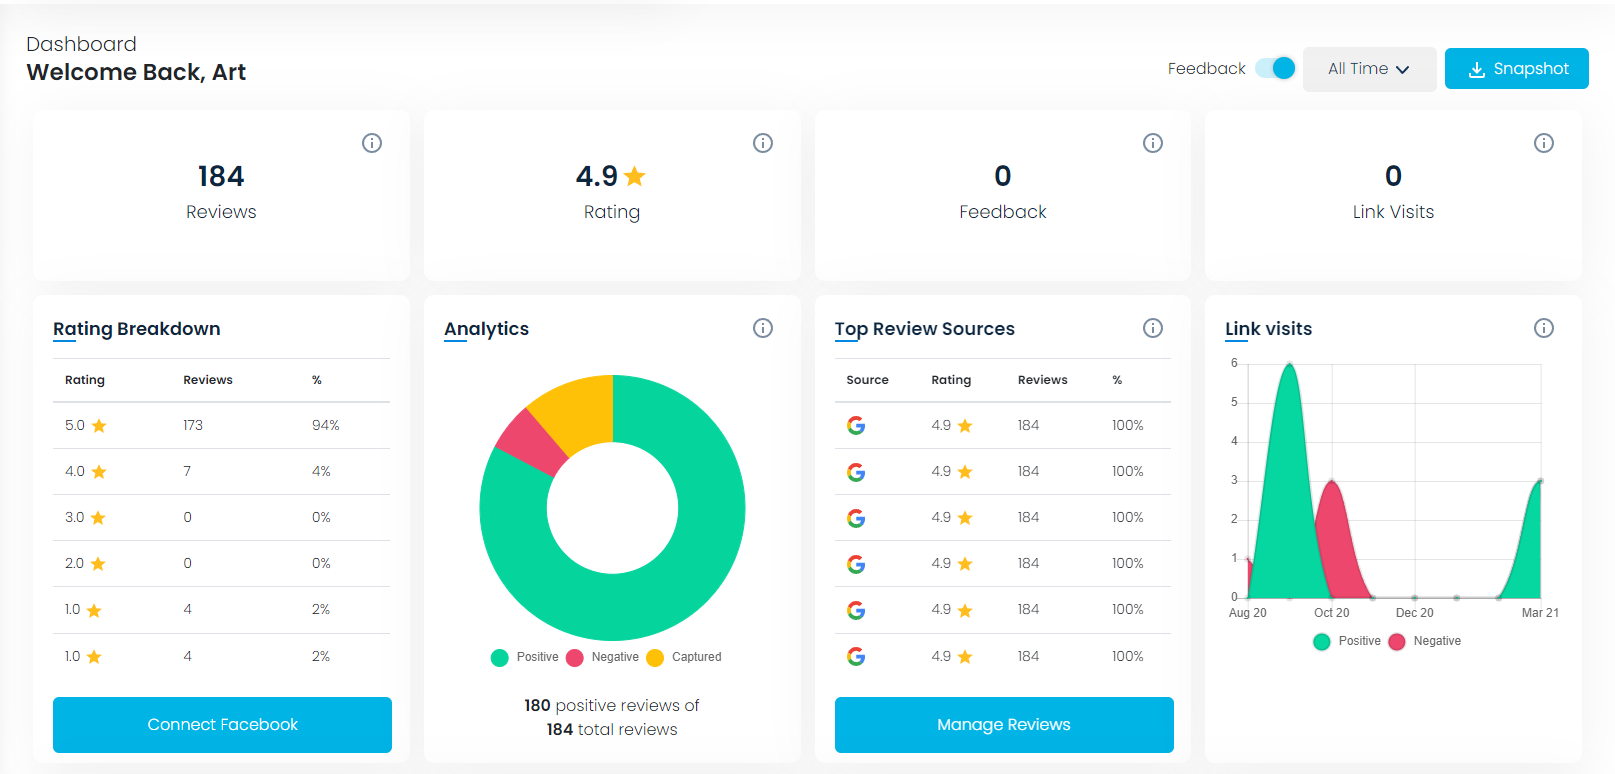 Dashboard
Welcome Back, Art
Feedback All Time Snapshot
184
Reviews
4.9
Rating
0
Feedback
0
Link Visits
Rating Breakdown
Rating Reviews %
5.0 173 94%
4.0 7 4%
3.0 0 0%
2.0 0 0%
1.0 4 2%
1.0 4 2%
Connect Facebook
Analytics
Positive Negative Captured
180 positive reviews of
184 total reviews
Top Review Sources
Source Rating Reviews %
4.9 184 100%
4.9 184 100%
4.9 184 100%
4.9 184 100%
4.9 184 100%
4.9 184 100%
Manage Reviews
Link visits
6
5
4
3
2
1
0
Aug 20 Oct 20 Dec 20 Mar 21
Positive Negative